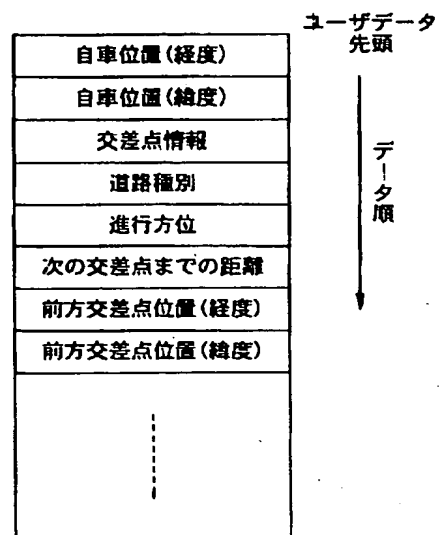 ユーザデータ
先頭
自車位置(経度)
自車位置(緯度)
交差点情報
道路種別
進行方位
次の交差点までの距離
前方交差点位置(経度)
前方交差点位置(緯度)
データ順